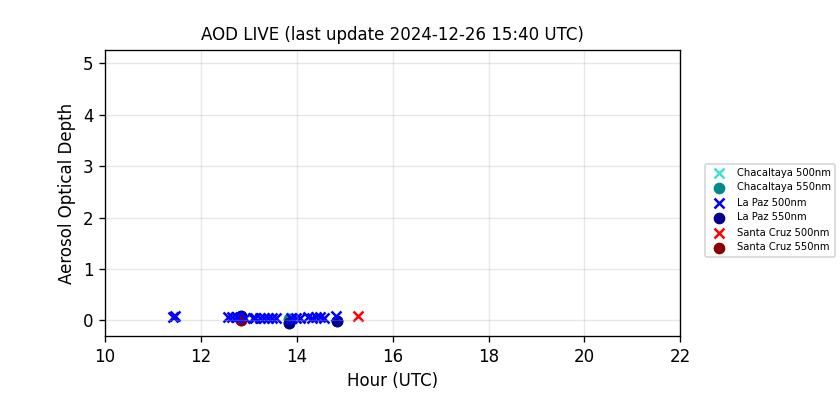 AOD LIVE (last update 2024-12-26 15:40 UTC)
5
4
3
2
1
0
Aerosol Optical Depth
10 12 14 16 18 20 22
Hour (UTC)
Chacaltaya 500nm
Chacaltaya 550nm
La Paz 500nm
La Paz 550nm
Santa Cruz 500nm
Santa Cruz 550nm